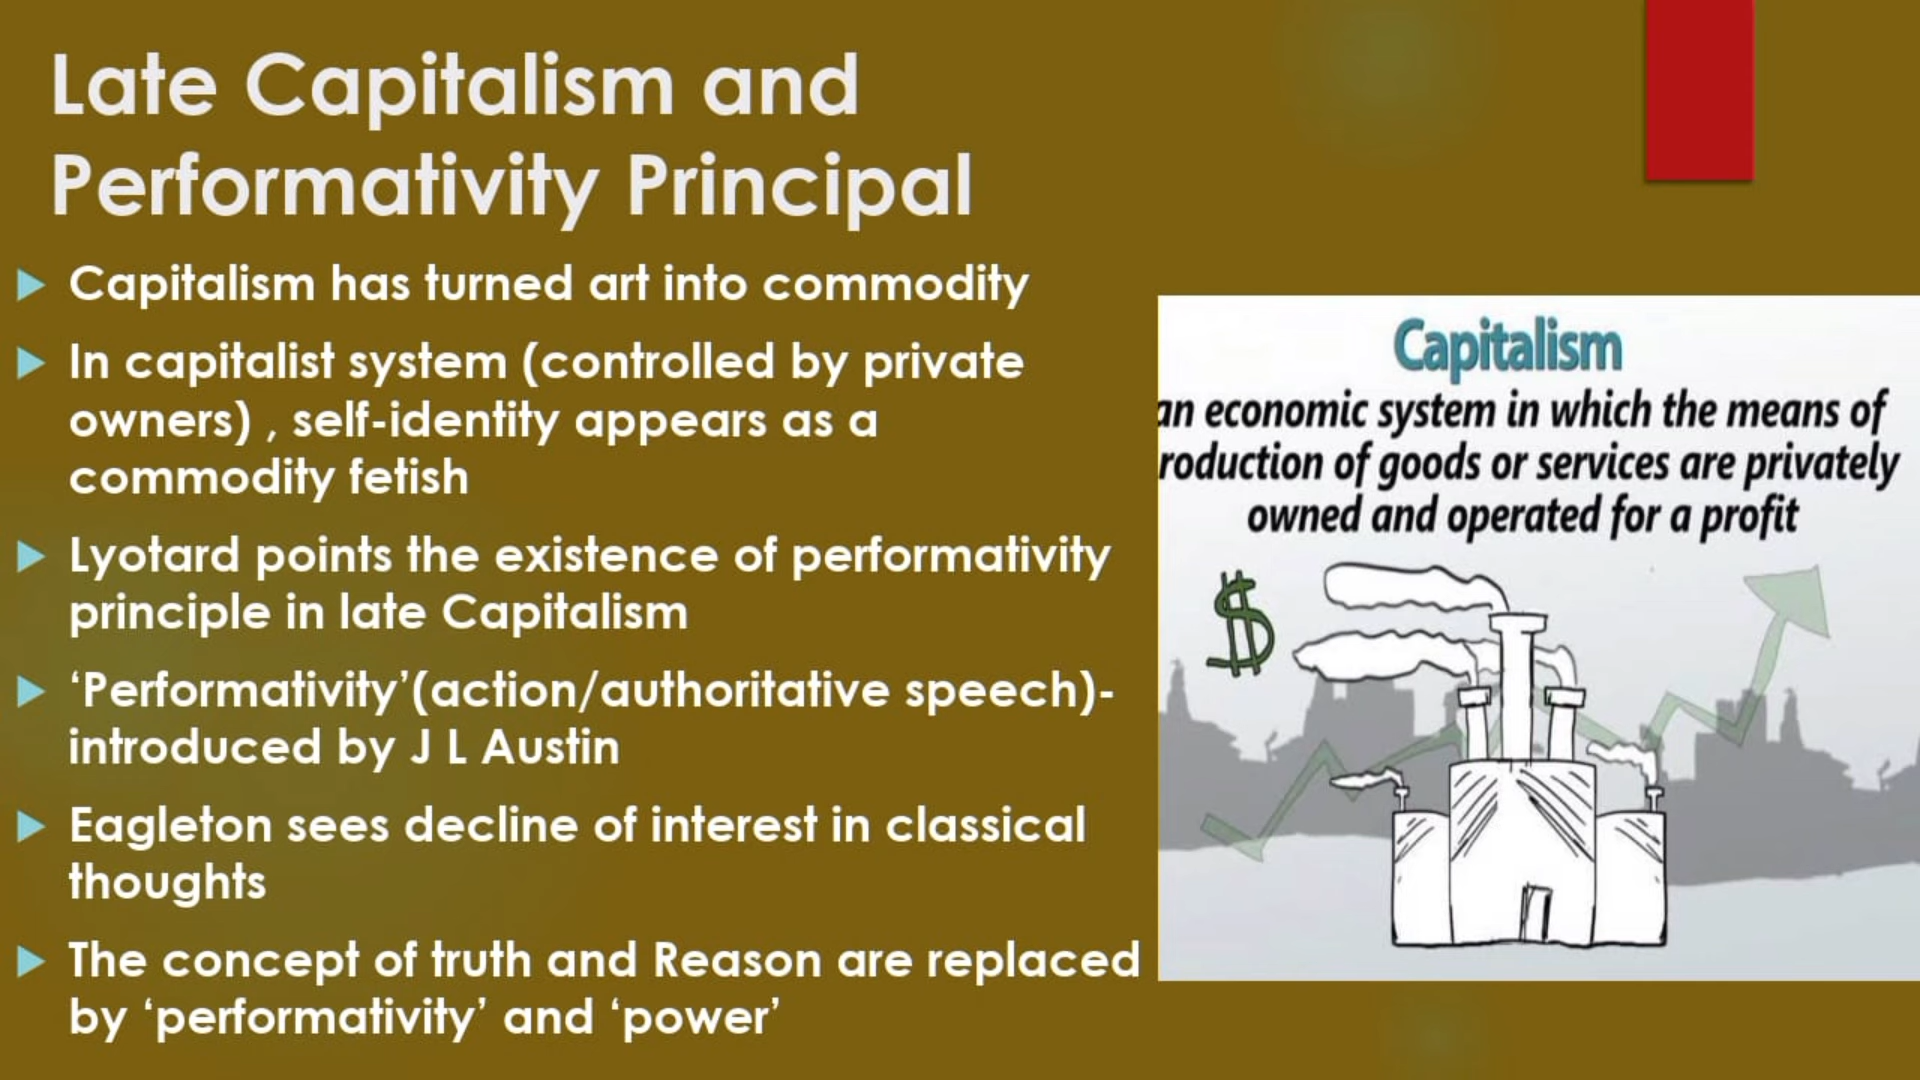 Late Capitalism and
Performativity Principal
Capitalism has turned art into commodity
In capitalist system (controlled by private
owners) , self-identity appears as a
commodity fetish
Lyotard points the existence of performativity
principle in late Capitalism
‘Performativity’(action/authoritative speech)-
introduced by J L Austin
Eagleton sees decline of interest in classical
thoughts
The concept of truth and Reason are replaced
by ‘performativity’ and ‘power’
Capitalism
an economic system in which the means of
roduction of goods or services are privately
owned and operated for a profit
$